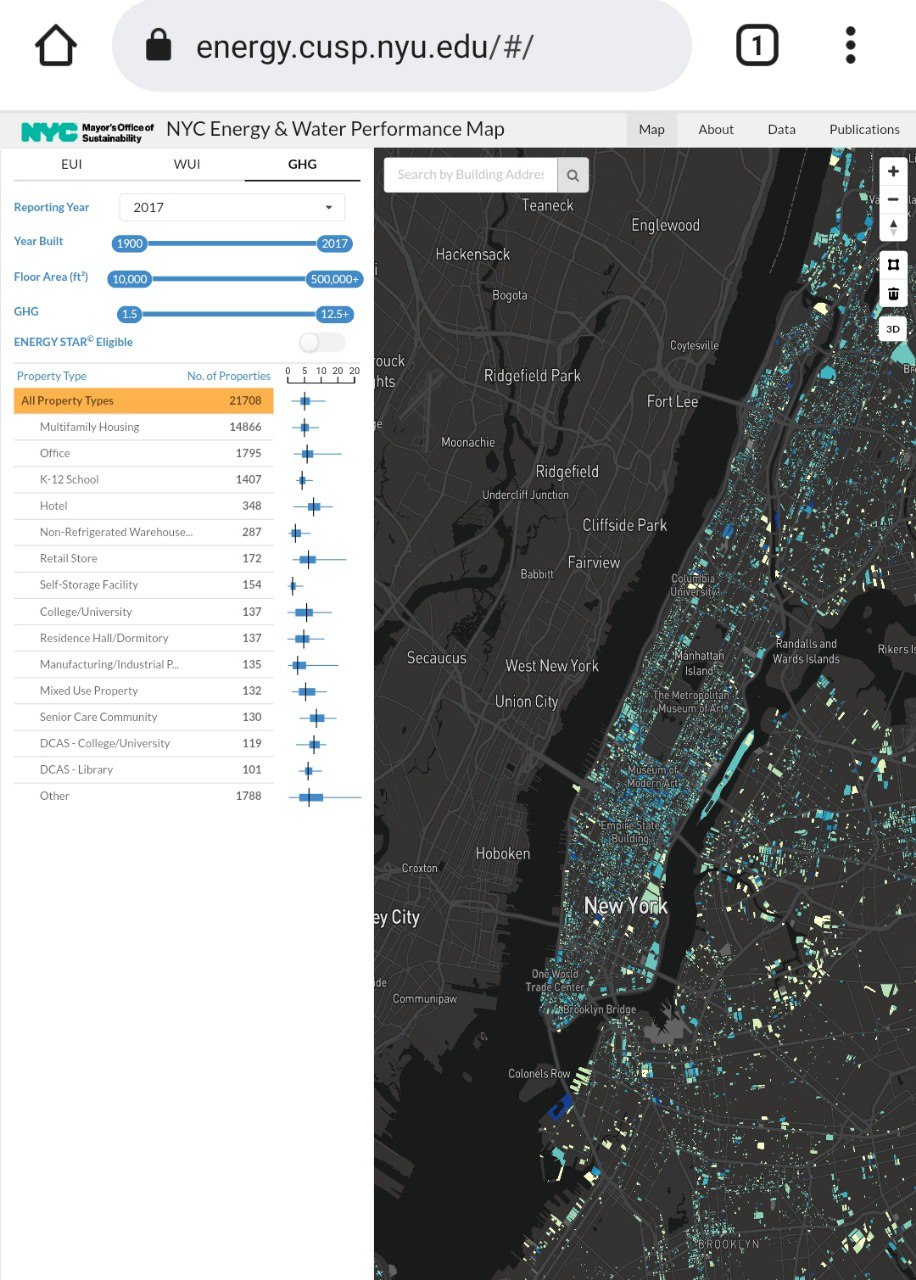 energy.cusp.nyu.edu/#/
1
NYC Mayor's Office of Sustainability
NYC Energy & Water Performance Map
Map About Data Publications
EUI WUI GHG
Reporting Year 2017
Year Built 1900 2017
Floor Area (ft²) 10,000 500,000+
GHG 1.5 12.5+
ENERGY STAR© Eligible
Property Type No. of Properties 0 5 10 20 20
All Property Types 21708
Multifamily Housing 14866
Office 1795
K-12 School 1407
Hotel 348
Non-Refrigerated Warehouse... 287
Retail Store 172
Self-Storage Facility 154
College/University 137
Residence Hall/Dormitory 137
Manufacturing/Industrial P... 135
Mixed Use Property 132
Senior Care Community 130
DCAS - College/University 119
DCAS - Library 101
Other 1788
Search by Building Addres
+
−
3D
Teaneck
Englewood
Hackensack
Bogota
Coytesville
rouck
hts
Ridgefield Park
Fort Lee
Moonachie
Ridgefield
Undercliff Junction
Cliffside Park
Fairview
Babbitt
Columbia
University
Secaucus
West New York
Union City
Manhattan
Island
Randalls and
Wards Islands
Rikers Is
The Metropolitan
Museum of Art
Museum of
Modern Art
Empire State
Building
Hoboken
Croxton
New York
ey City
One World
Trade Center
Communipaw
Brooklyn Bridge
Colonels Row
BROOKLYN